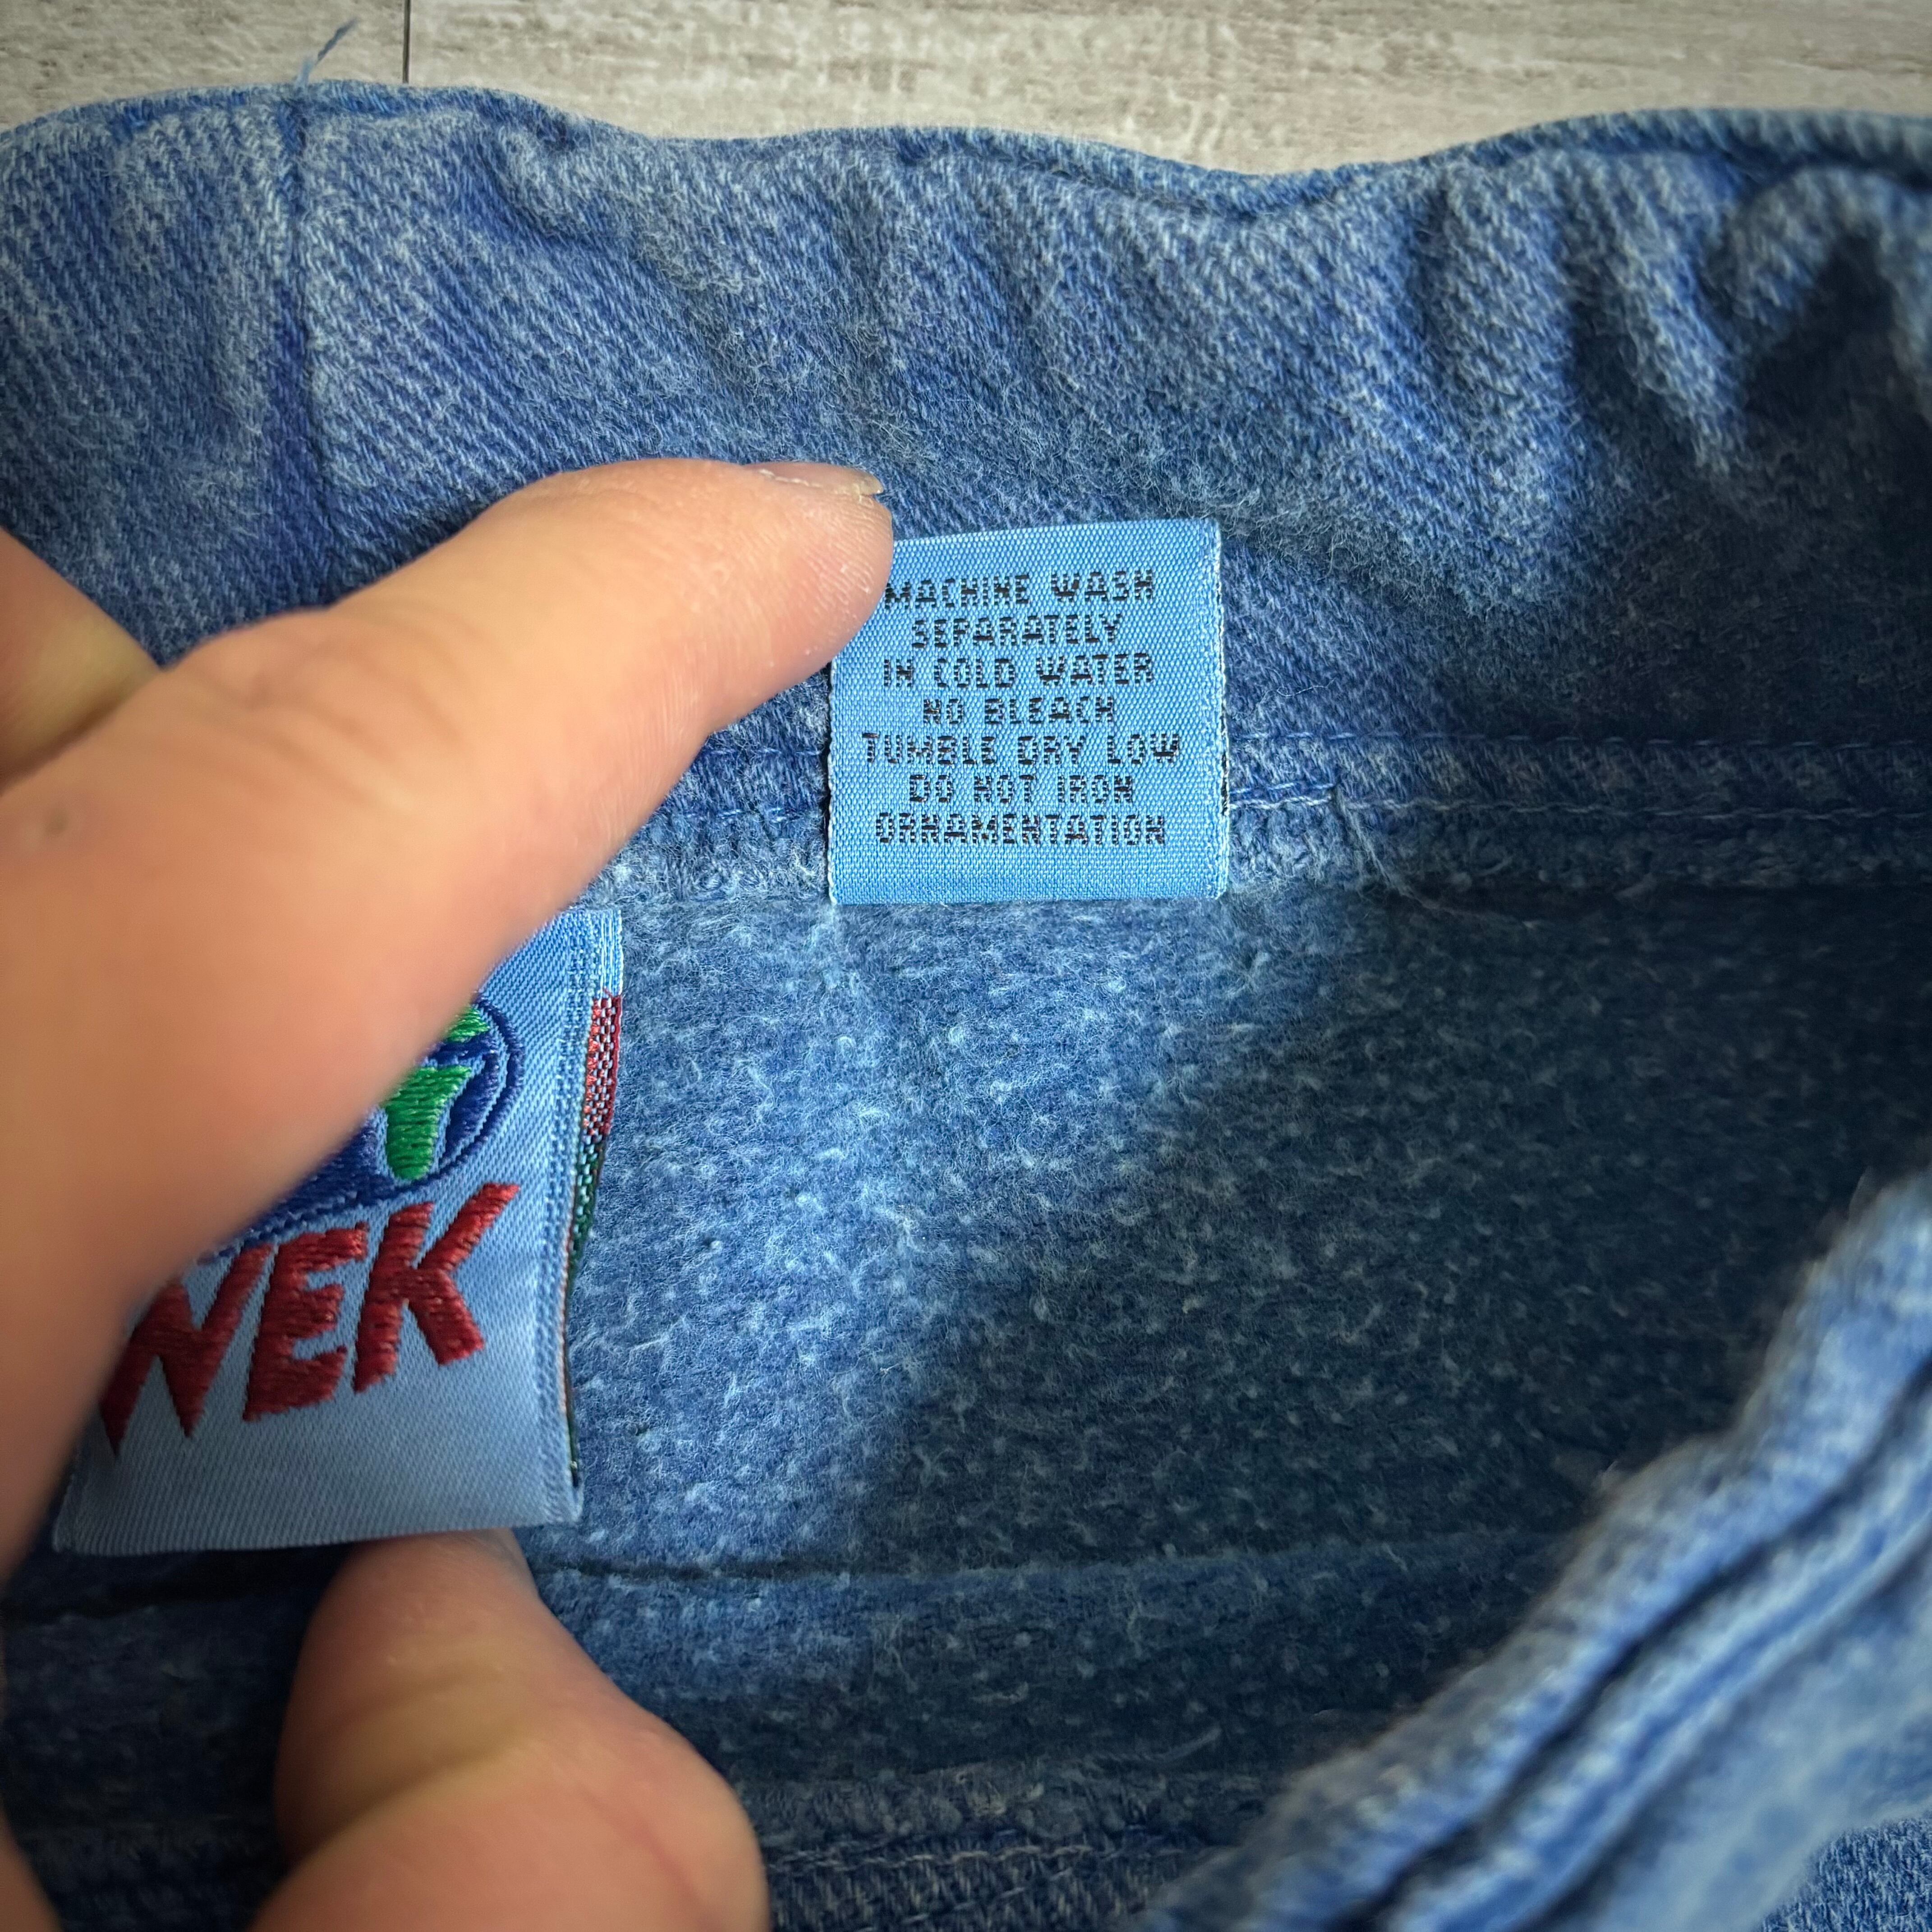 MACHINE WASH
SEPARATELY
IN COLD WATER
NO BLEACH
TUMBLE DRY LOW
DO NOT IRON
ORNAMENTATION
NEK